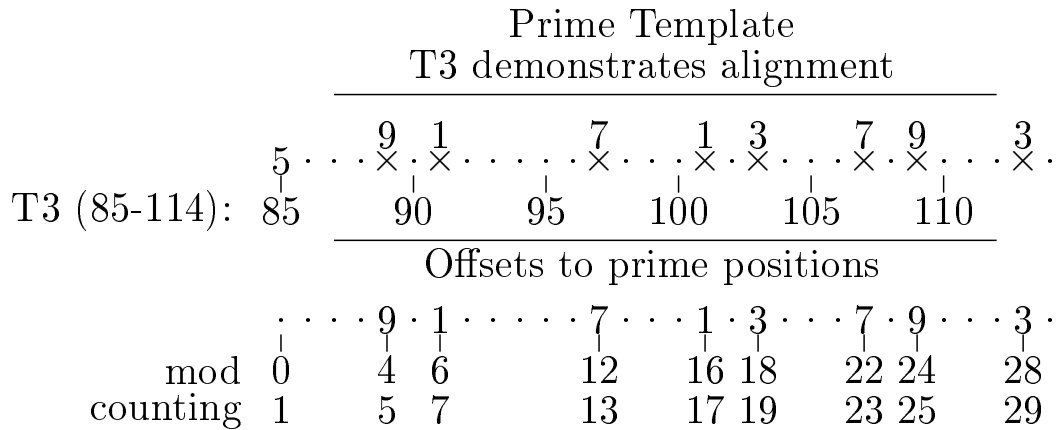 Prime Template
T3 demonstrates alignment
9 1 7 1 3 7 9 3
5 · · · × · × · · · · · × · · · × · × · · · × · × · · · × ·
T3 (85-114): 85 90 95 100 105 110
Offsets to prime positions
· · · · 9 · 1 · · · · · 7 · · · 1 · 3 · · · 7 · 9 · · · 3 ·
mod 0 4 6 12 16 18 22 24 28
counting 1 5 7 13 17 19 23 25 29